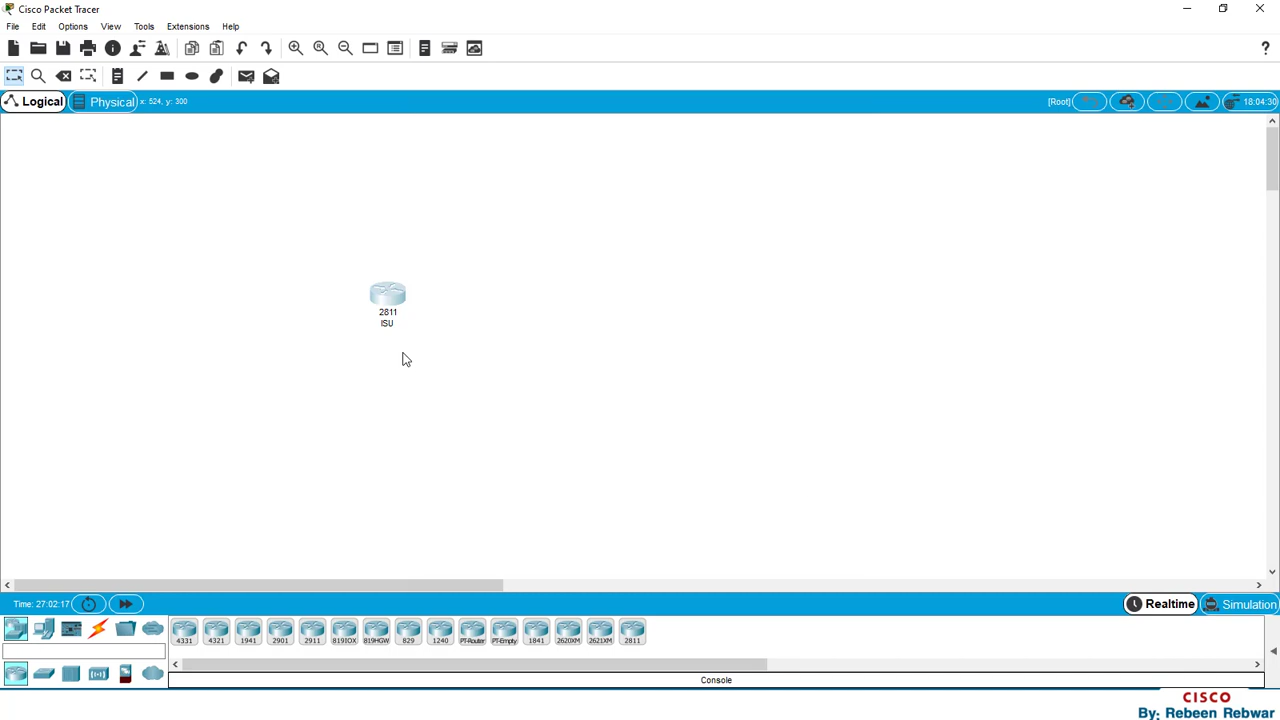 Cisco Packet Tracer
File Edit Options View Tools Extensions Help
Logical Physical x: 524, y: 300 [Root] 18:04:30
2811
ISU
Time: 27:02:17 Realtime Simulation
4331 4321 1941 2901 2911 819IOX 819HGW 829 1240 PT-Router PT-Empty 1841 2620XM 2621XM 2811
Console
CISCO
By; Rebeen Rebwar